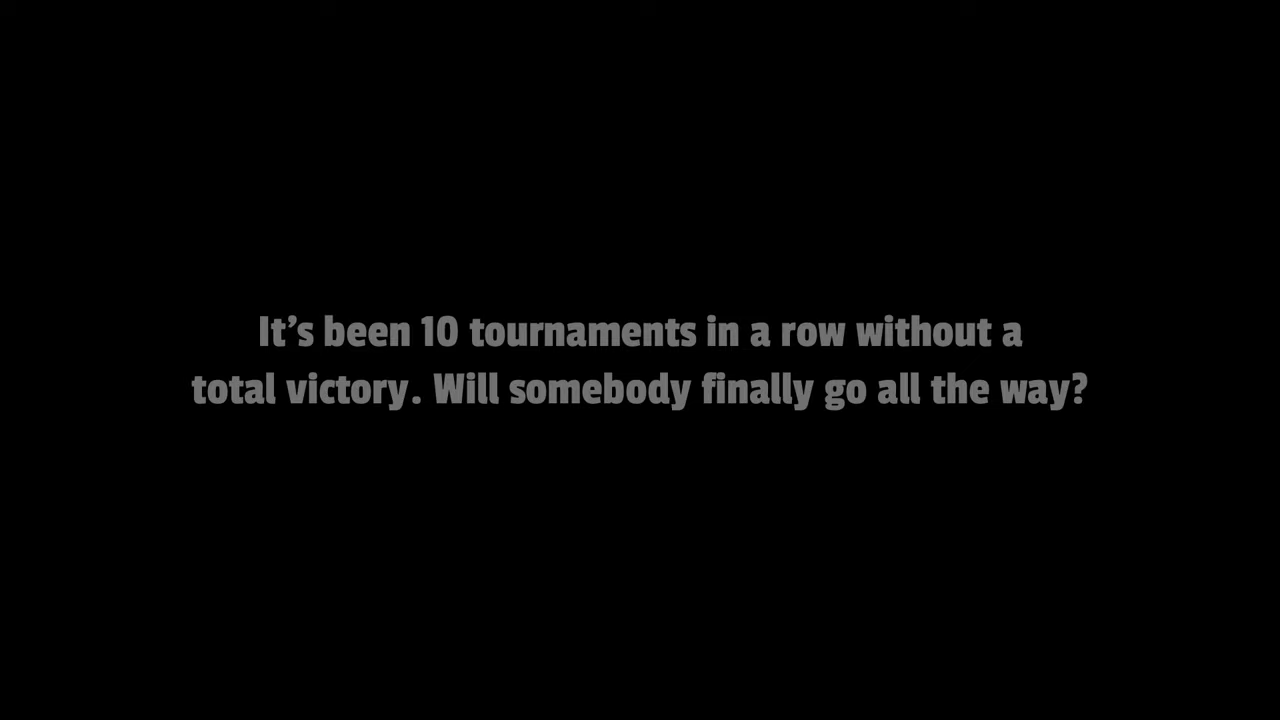 It’s been 10 tournaments in a row without a
total victory. Will somebody finally go all the way?